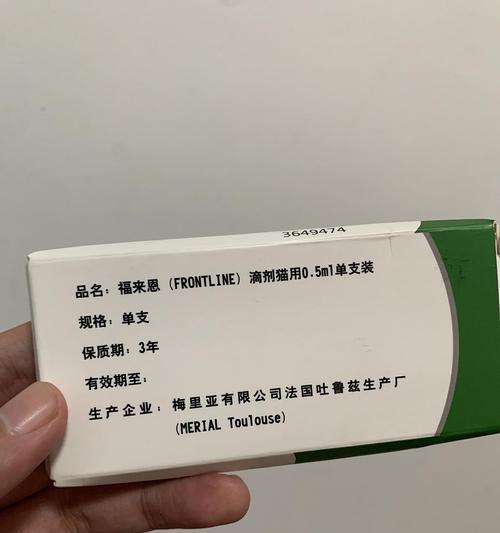 3649474
品名: 福来恩 (FRONTLINE) 滴剂猫用0.5ml单支装
规格: 单支
保质期: 3年
有效期至:
生产企业: 梅里亚有限公司法国吐鲁兹生产厂
(MERIAL Toulouse)